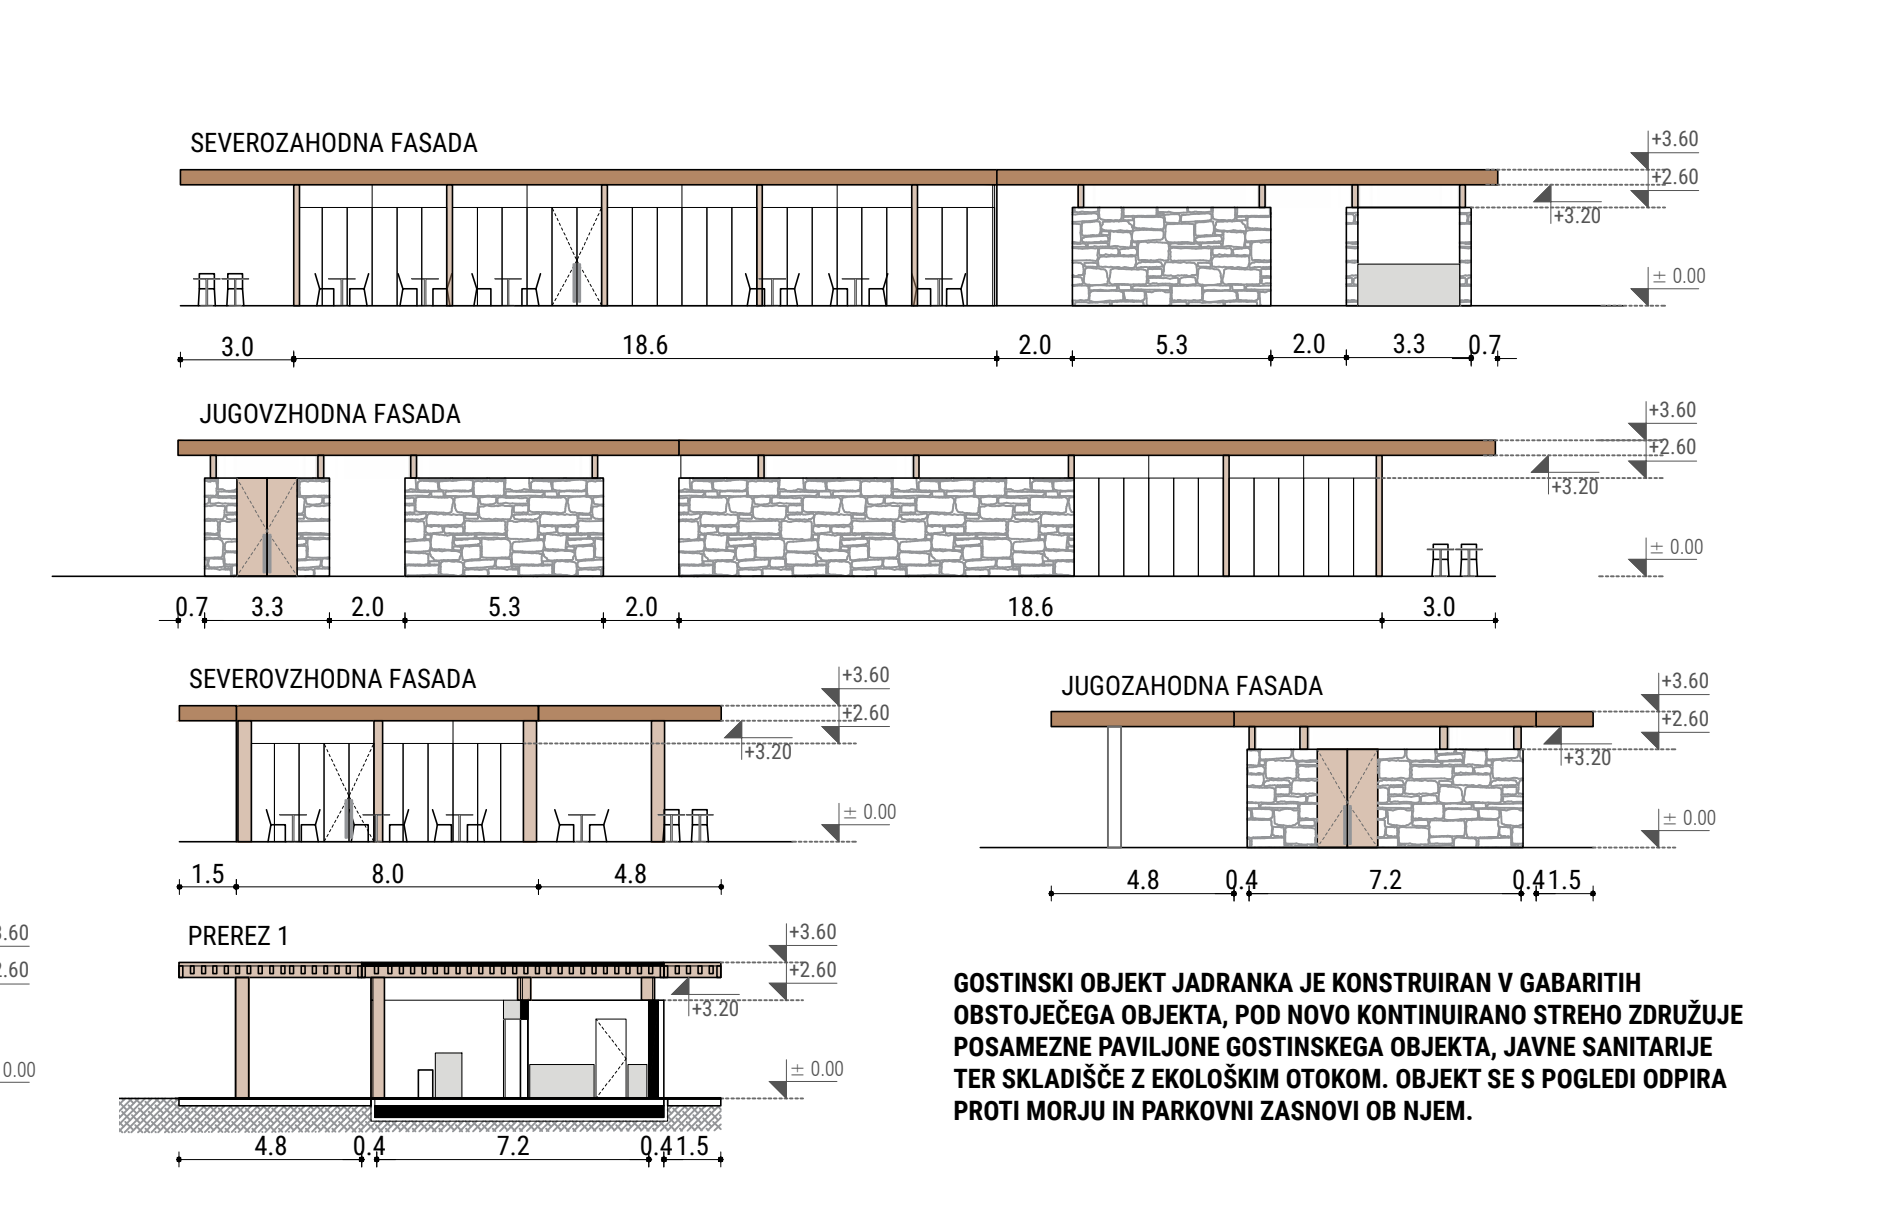 SEVEROZAHODNA FASADA
+3.60
+2.60
+3.20
± 0.00
3.0 18.6 2.0 5.3 2.0 3.3 0.7
JUGOVZHODNA FASADA
+3.60
+2.60
+3.20
± 0.00
0.7 3.3 2.0 5.3 2.0 18.6 3.0
SEVEROVZHODNA FASADA
+3.60
+2.60
+3.20
± 0.00
1.5 8.0 4.8
JUGOZAHODNA FASADA
+3.60
+2.60
+3.20
± 0.00
4.8 0.4 7.2 0.4 1.5
.60
.60
0.00
PREREZ 1
+3.60
+2.60
+3.20
± 0.00
4.8 0.4 7.2 0.4 1.5
GOSTINSKI OBJEKT JADRANKA JE KONSTRUIRAN V GABARITIH
OBSTOJEČEGA OBJEKTA, POD NOVO KONTINUIRANO STREHO ZDRUŽUJE
POSAMEZNE PAVILJONE GOSTINSKEGA OBJEKTA, JAVNE SANITARIJE
TER SKLADIŠČE Z EKOLOŠKIM OTOKOM. OBJEKT SE S POGLEDI ODPIRA
PROTI MORJU IN PARKOVNI ZASNOVI OB NJEM.